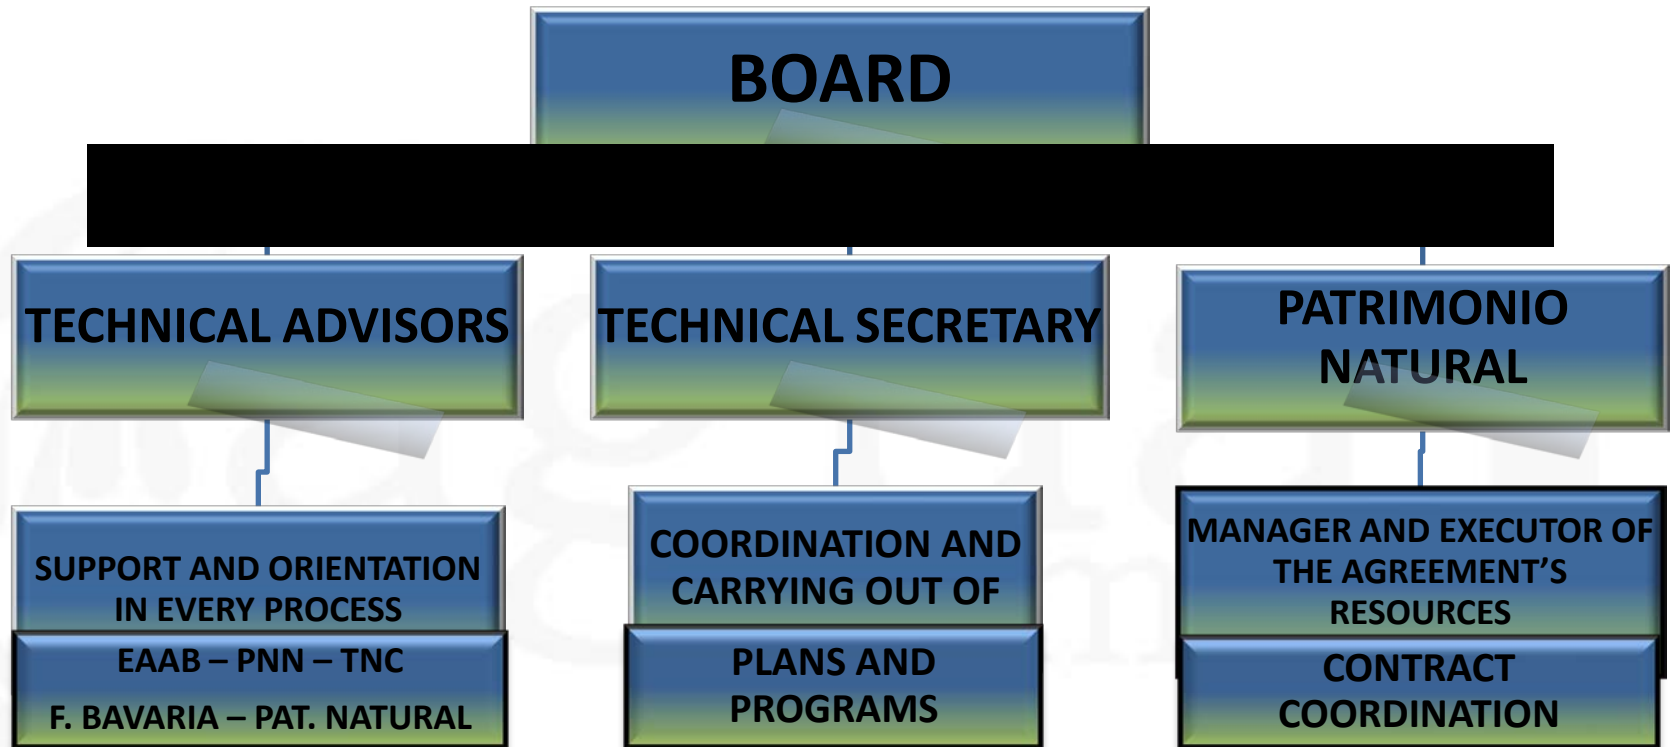 BOARD
TECHNICAL ADVISORS
TECHNICAL SECRETARY
PATRIMONIO
NATURAL
SUPPORT AND ORIENTATION
IN EVERY PROCESS
EAAB – PNN – TNC
F. BAVARIA – PAT. NATURAL
COORDINATION AND
CARRYING OUT OF
PLANS AND
PROGRAMS
MANAGER AND EXECUTOR OF
THE AGREEMENT’S
RESOURCES
CONTRACT
COORDINATION